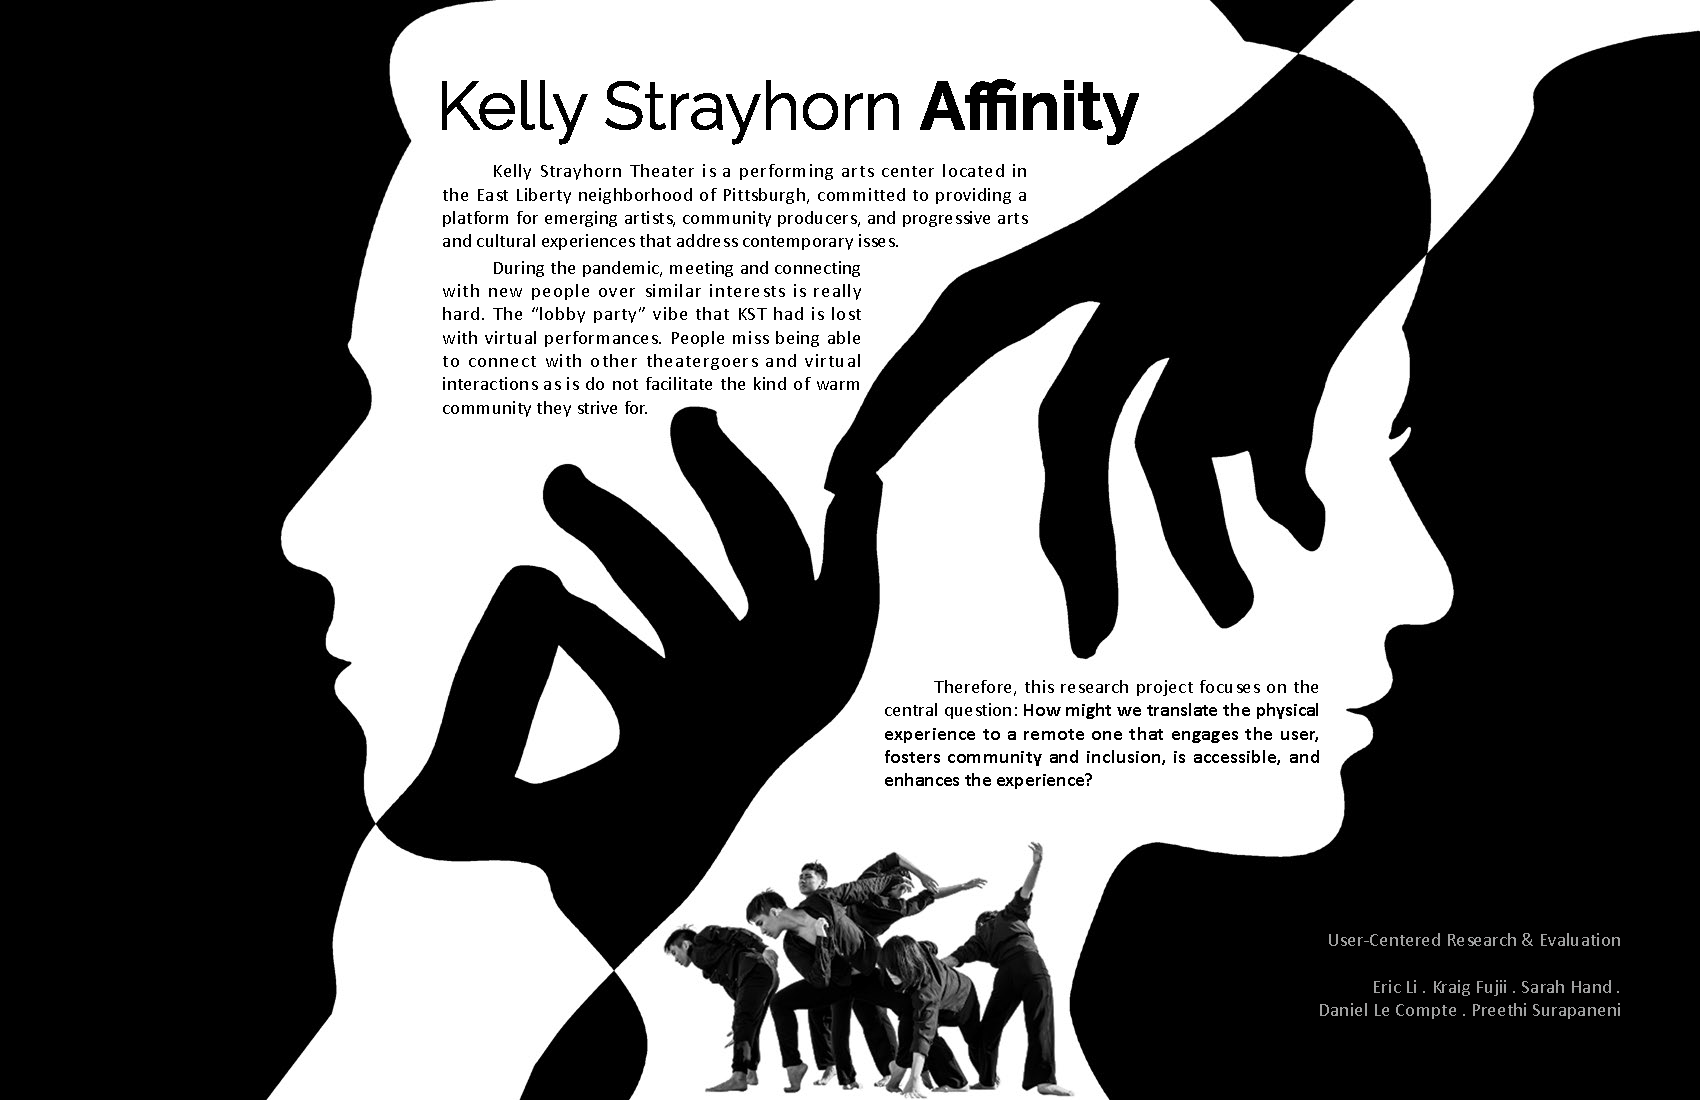 Kelly Strayhorn Affinity
Kelly Strayhorn Theater is a performing arts center located in
the East Liberty neighborhood of Pittsburgh, committed to providing a
platform for emerging artists, community producers, and progressive arts
and cultural experiences that address contemporary isses.
During the pandemic, meeting and connecting
with new people over similar interests is really
hard. The “lobby party” vibe that KST had is lost
with virtual performances. People miss being able
to connect with other theatergoers and virtual
interactions as is do not facilitate the kind of warm
community they strive for.
Therefore, this research project focuses on the
central question: How might we translate the physical
experience to a remote one that engages the user,
fosters community and inclusion, is accessible, and
enhances the experience?
User-Centered Research & Evaluation
Eric Li . Kraig Fujii . Sarah Hand .
Daniel Le Compte . Preethi Surapaneni